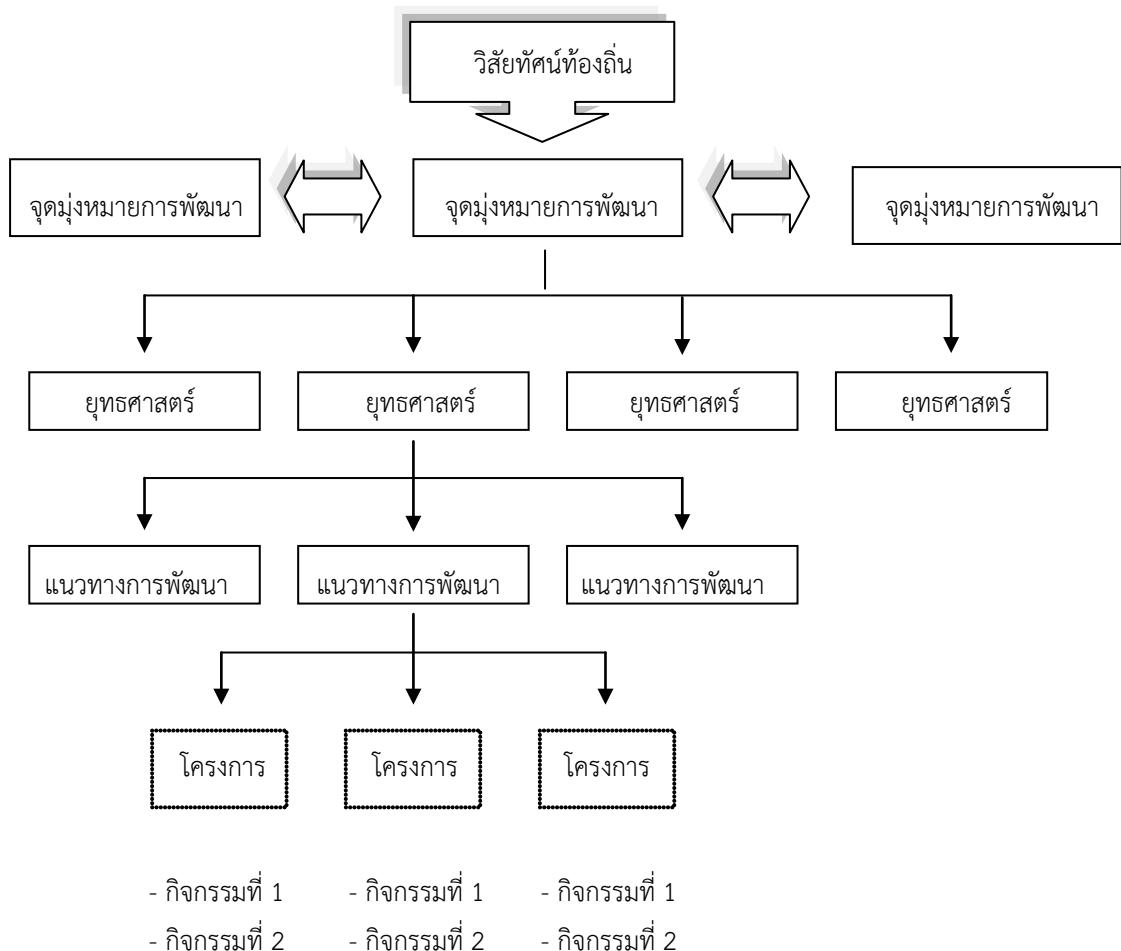 วิสัยทัศน์ท้องถิ่น
จุดมุ่งหมายการพัฒนา
จุดมุ่งหมายการพัฒนา
จุดมุ่งหมายการพัฒนา
ยุทธศาสตร์
ยุทธศาสตร์
ยุทธศาสตร์
ยุทธศาสตร์
แนวทางการพัฒนา
แนวทางการพัฒนา
แนวทางการพัฒนา
โครงการ
โครงการ
โครงการ
- กิจกรรมที่ 1
- กิจกรรมที่ 1
- กิจกรรมที่ 1
- กิจกรรมที่ 2
- กิจกรรมที่ 2
- กิจกรรมที่ 2